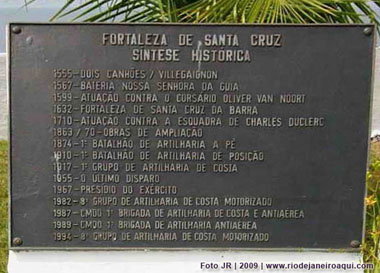 FORTALEZA DE SANTA CRUZ
SÍNTESE HISTÓRICA
1555-DOIS CANHÕES / VILLEGAIGNON
1567-BATERIA NOSSA SENHORA DA GUIA
1599-ATUAÇÃO CONTRA O CORSÁRIO OLIVER VAN NOORT
1632-FORTALEZA DE SANTA CRUZ DA BARRA
1710-ATUAÇÃO CONTRA A ESQUADRA DE CHARLES DUCLERC
1863/70-OBRAS DE AMPLIAÇÃO
1874-1º BATALHÃO DE ARTILHARIA A PÉ
1910-1º BATALHÃO DE ARTILHARIA DE POSIÇÃO
1917-1º GRUPO DE ARTILHARIA DE COSTA
1955-O ÚLTIMO DISPARO
1967-PRESÍDIO DO EXÉRCITO
1982-8º GRUPO DE ARTILHARIA DE COSTA MOTORIZADO
1987-CMDO 1ª BRIGADA DE ARTILHARIA DE COSTA E ANTIAÉREA
1989-CMDO 1ª BRIGADA DE ARTILHARIA ANTIAÉREA
1994-8º GRUPO DE ARTILHARIA DE COSTA MOTORIZADO
Foto JR | 2009 | www.riodejaneiroaqui.com